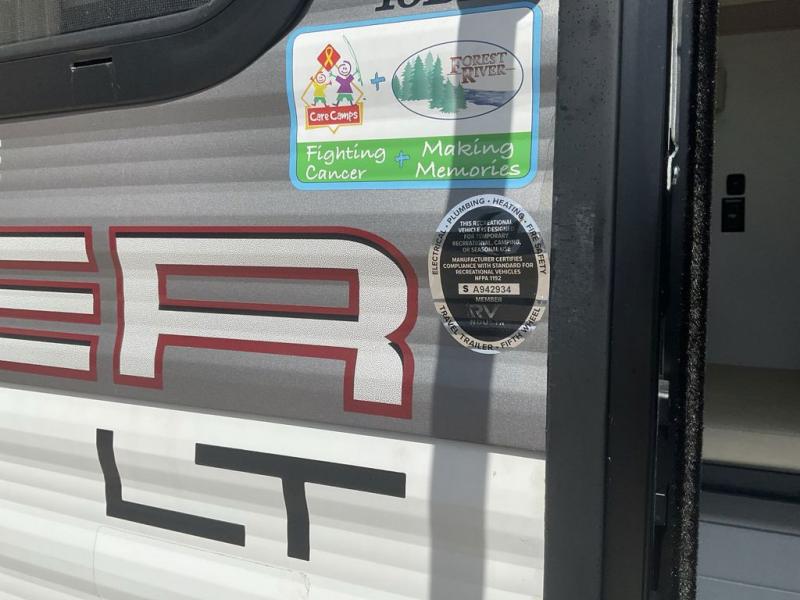 Care Camps
+
FOREST
RIVER
Fighting + Making
Cancer Memories
ELECTRICAL • PLUMBING • HEATING • FIRE SAFETY
THIS RECREATIONAL
VEHICLE IS DESIGNED
FOR TEMPORARY
RECREATIONAL, CAMPING,
OR SEASONAL USE
MANUFACTURER CERTIFIES
COMPLIANCE WITH STANDARD FOR
RECREATIONAL VEHICLES
NFPA 1192
S A942934
MEMBER
RV
TRAVEL TRAILER • FIFTH WHEEL
ER
LT